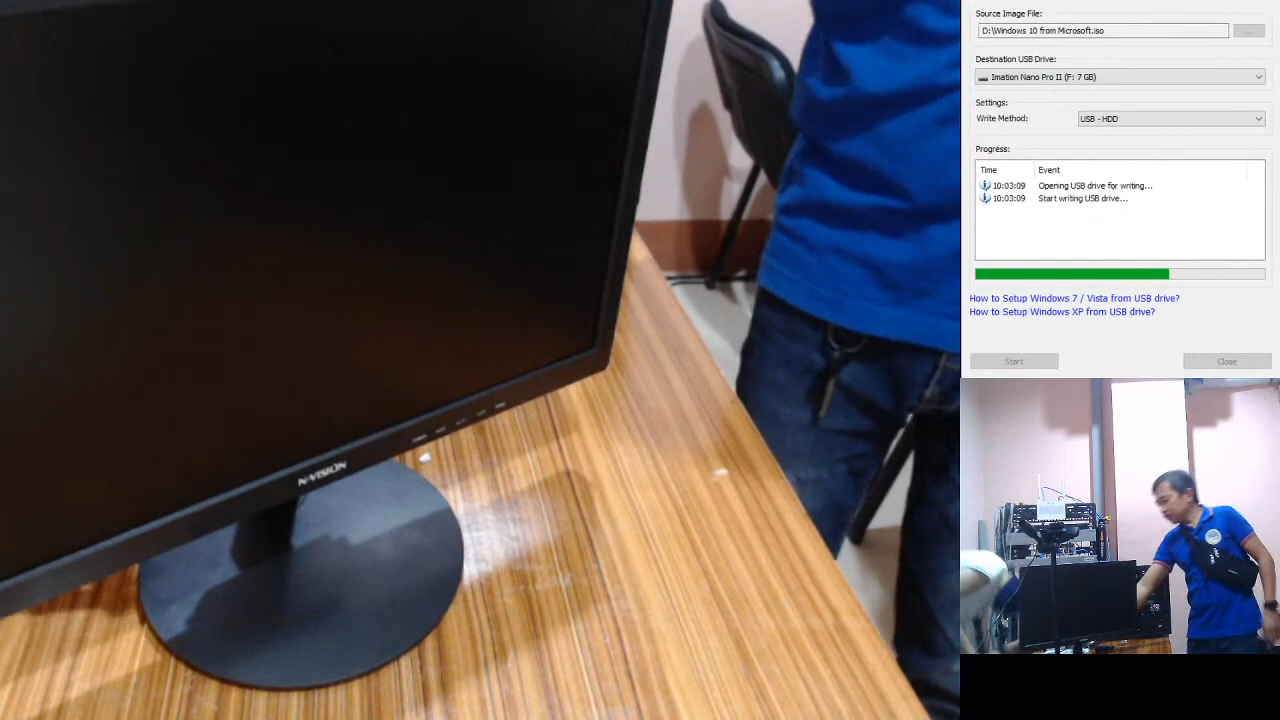 Source Image File:
D:\Windows 10 from Microsoft.iso
...
Destination USB Drive:
Imation Nano Pro II (F: 7 GB)
Settings:
Write Method:
USB - HDD
Progress:
Time Event
10:03:09 Opening USB drive for writing...
10:03:09 Start writing USB drive...
How to Setup Windows 7 / Vista from USB drive?
How to Setup Windows XP from USB drive?
Start Close
N-VISION